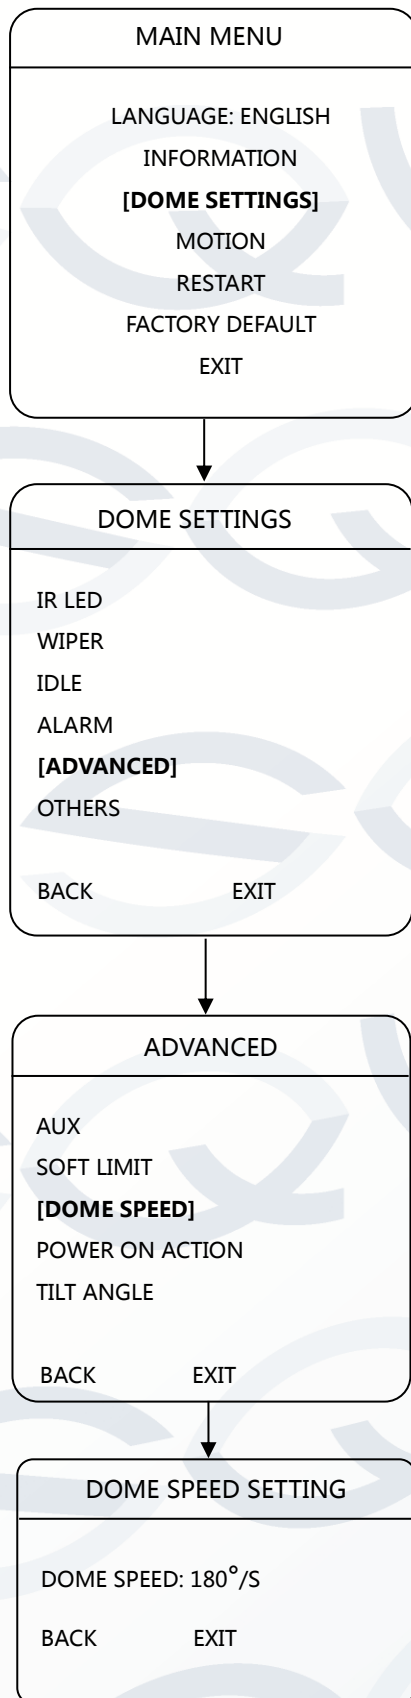 MAIN MENU
LANGUAGE: ENGLISH
INFORMATION
[DOME SETTINGS]
MOTION
RESTART
FACTORY DEFAULT
EXIT
DOME SETTINGS
IR LED
WIPER
IDLE
ALARM
[ADVANCED]
OTHERS
BACK EXIT
ADVANCED
AUX
SOFT LIMIT
[DOME SPEED]
POWER ON ACTION
TILT ANGLE
BACK EXIT
DOME SPEED SETTING
DOME SPEED: 180°/S
BACK EXIT